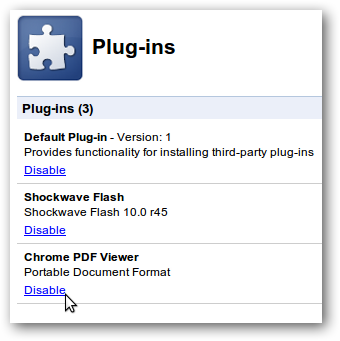 Plug-ins
Plug-ins (3)
Default Plug-in - Version: 1
Provides functionality for installing third-party plug-ins
Disable
Shockwave Flash
Shockwave Flash 10.0 r45
Disable
Chrome PDF Viewer
Portable Document Format
Disable